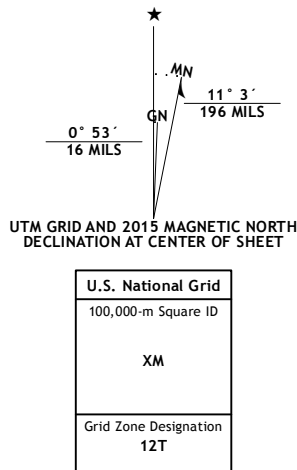 ★
MN
GN
11° 3´
196 MILS
0° 53´
16 MILS
UTM GRID AND 2015 MAGNETIC NORTH
DECLINATION AT CENTER OF SHEET
U.S. National Grid
100,000-m Square ID
XM
Grid Zone Designation
12T